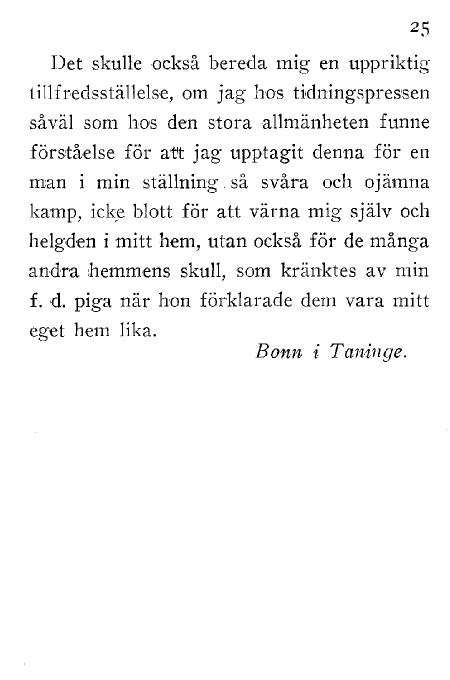 25
Det skulle också bereda mig en uppriktig
tillfredsställelse, om jag hos tidningspressen
såväl som hos den stora allmänheten funne
förståelse för att jag upptagit denna för en
man i min ställning så svåra och ojämna
kamp, icke blott för att värna mig själv och
helgden i mitt hem, utan också för de många
andra hemmens skull, som kränktes av min
f. d. piga när hon förklarade dem vara mitt
eget hem lika.
Bonn i Taninge.